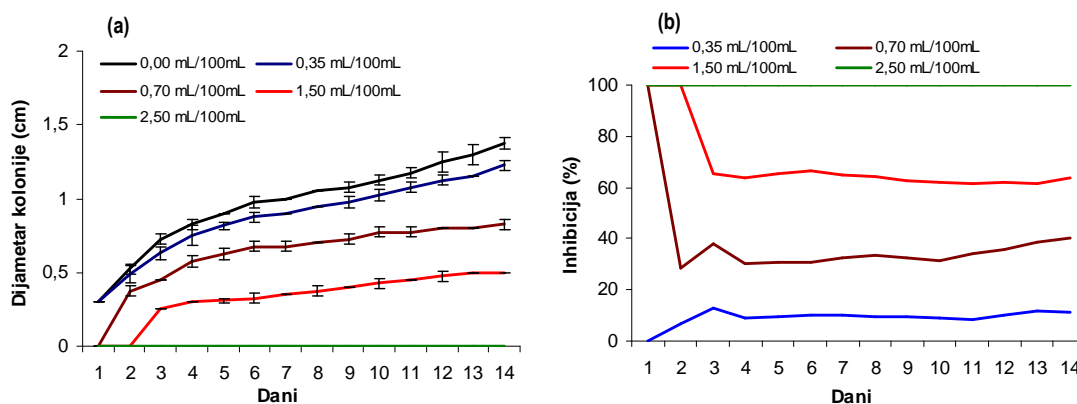 (a)
2
1,5
1
0,5
0
0,00 mL/100mL
0,35 mL/100mL
0,70 mL/100mL
1,50 mL/100mL
2,50 mL/100mL
Dijametar kolonije (cm)
1 2 3 4 5 6 7 8 9 10 11 12 13 14
Dani
(b)
0,35 mL/100mL
0,70 mL/100mL
1,50 mL/100mL
2,50 mL/100mL
100
80
60
40
20
0
Inhibicija (%)
1 2 3 4 5 6 7 8 9 10 11 12 13 14
Dani